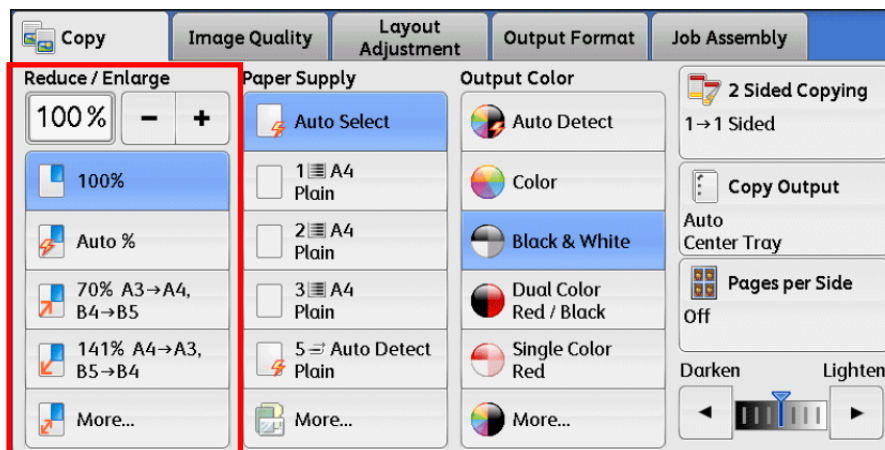 Copy
Image Quality
Layout
Adjustment
Output Format
Job Assembly
Reduce / Enlarge
100%
− +
100%
Auto %
70% A3→A4,
B4→B5
141% A4→A3,
B5→B4
More...
Paper Supply
Auto Select
1 A4
Plain
2 A4
Plain
3 A4
Plain
5 Auto Detect
Plain
More...
Output Color
Auto Detect
Color
Black & White
Dual Color
Red / Black
Single Color
Red
More...
2 Sided Copying
1→1 Sided
Copy Output
Auto
Center Tray
Pages per Side
Off
Darken Lighten